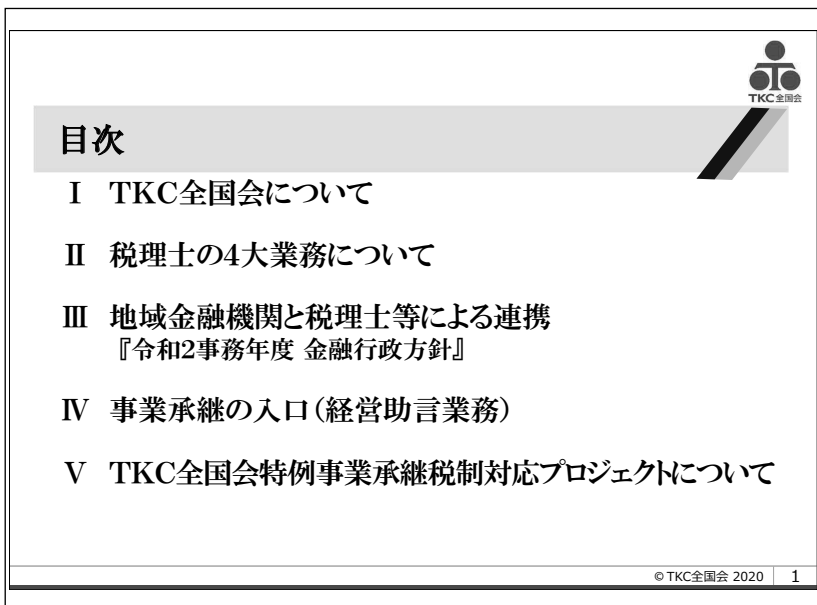 TKC全国会
目次
Ⅰ TKC全国会について
Ⅱ 税理士の4大業務について
Ⅲ 地域金融機関と税理士等による連携
『令和2事務年度 金融行政方針』
Ⅳ 事業承継の入口（経営助言業務）
Ⅴ TKC全国会特例事業承継税制対応プロジェクトについて
©TKC全国会 2020 1